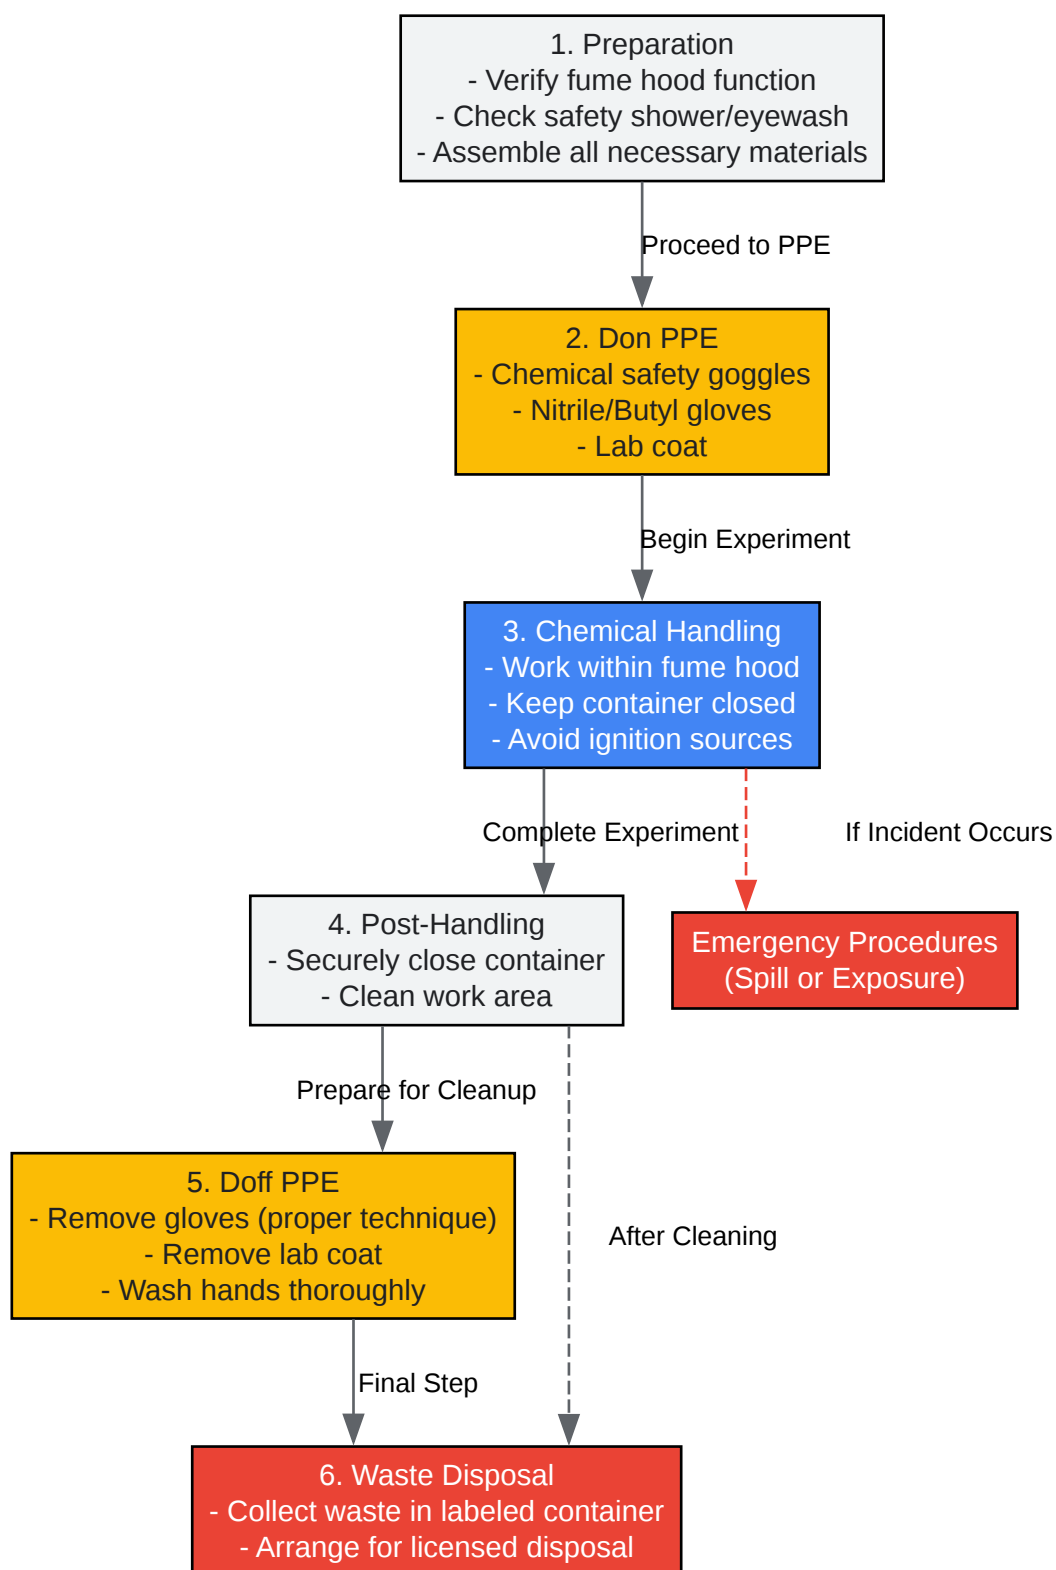 1. Preparation
- Verify fume hood function
- Check safety shower/eyewash
- Assemble all necessary materials
Proceed to PPE
2. Don PPE
- Chemical safety goggles
- Nitrile/Butyl gloves
- Lab coat
Begin Experiment
3. Chemical Handling
- Work within fume hood
- Keep container closed
- Avoid ignition sources
Complete Experiment
If Incident Occurs
4. Post-Handling
- Securely close container
- Clean work area
Emergency Procedures
(Spill or Exposure)
Prepare for Cleanup
5. Doff PPE
- Remove gloves (proper technique)
- Remove lab coat
- Wash hands thoroughly
After Cleaning
Final Step
6. Waste Disposal
- Collect waste in labeled container
- Arrange for licensed disposal